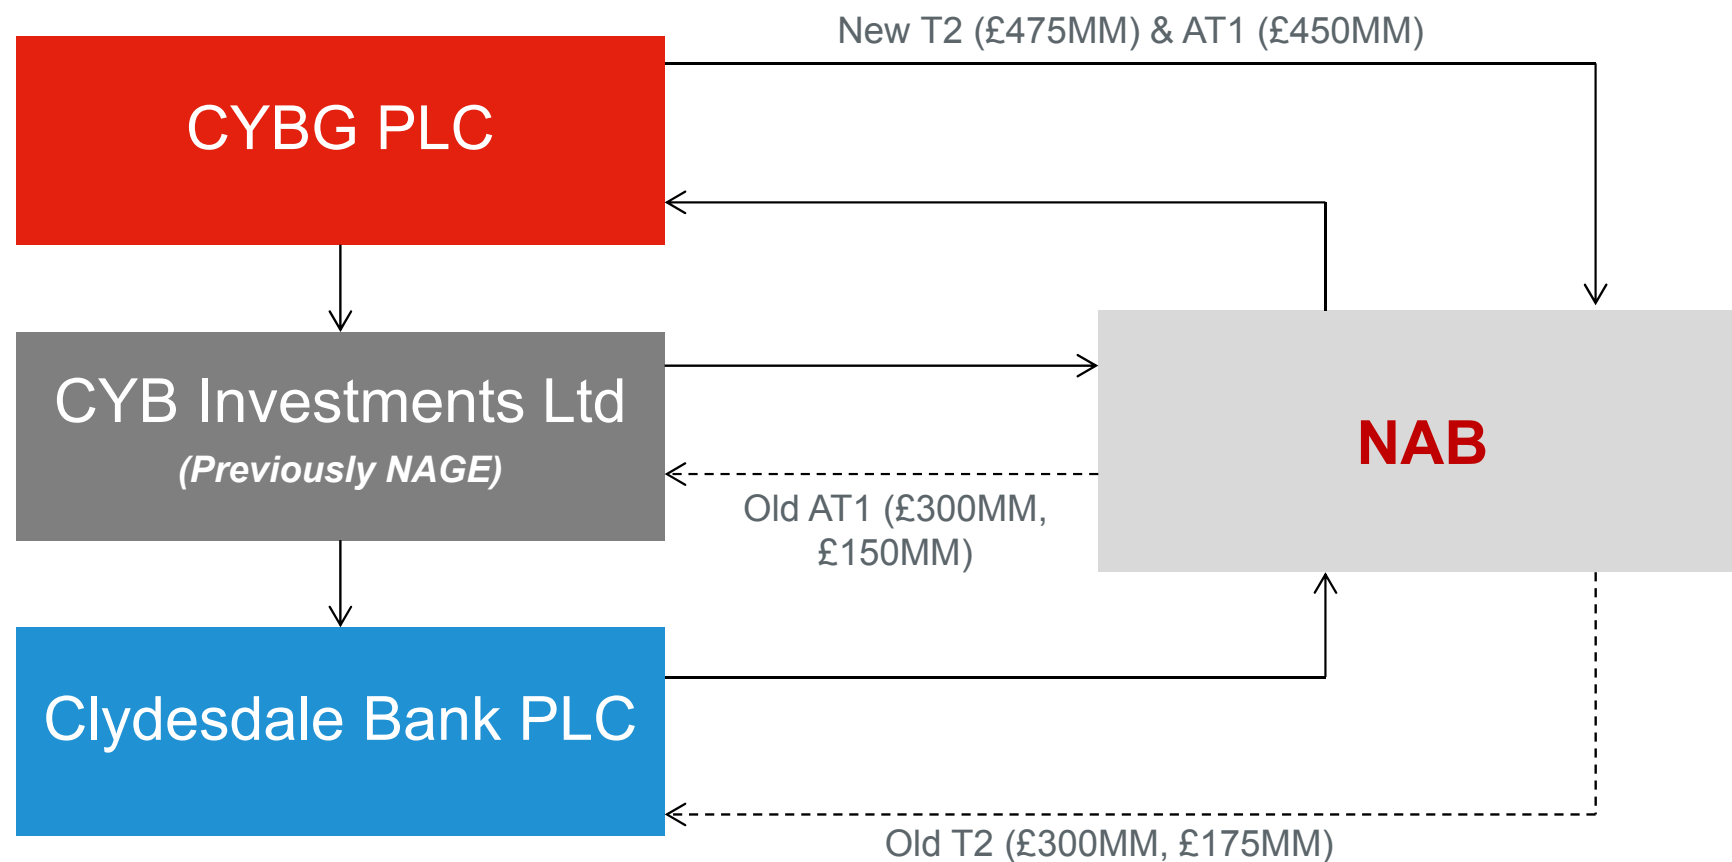 New T2 (£475MM) & AT1 (£450MM)
CYBG PLC
CYB Investments Ltd
(Previously NAGE)
NAB
Old AT1 (£300MM,
£150MM)
Clydesdale Bank PLC
Old T2 (£300MM, £175MM)